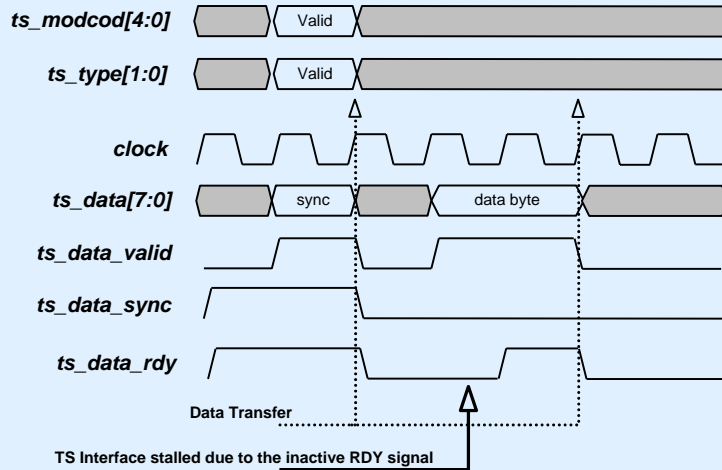 ts_modcod[4:0]
Valid
ts_type[1:0]
Valid
clock
ts_data[7:0]
sync
data byte
ts_data_valid
ts_data_sync
ts_data_rdy
Data Transfer
TS Interface stalled due to the inactive RDY signal